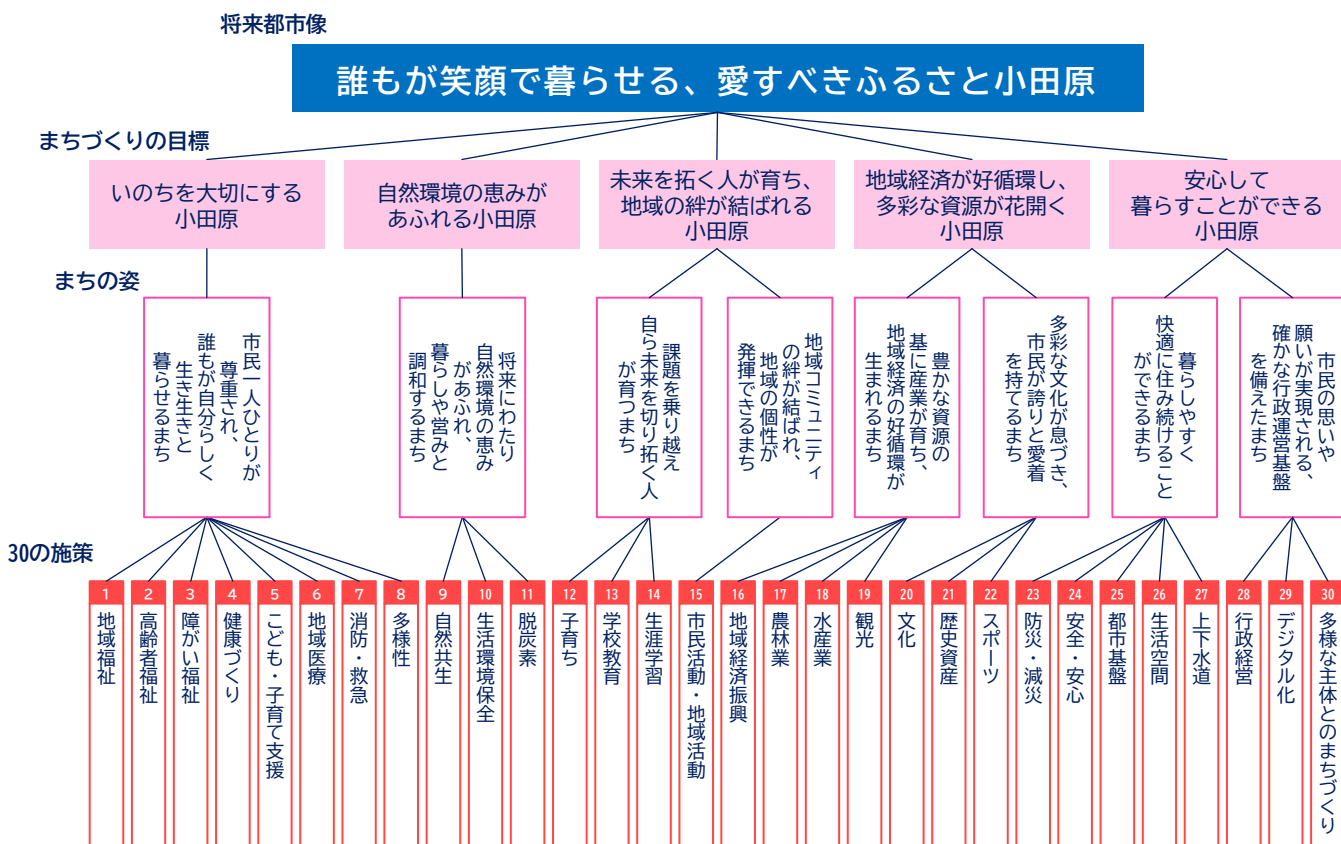 将来都市像
誰もが笑顔で暮らせる、愛すべきふるさと小田原
まちづくりの目標
いのちを大切にする
小田原
自然環境の恵みが
あふれる小田原
未来を拓く人が育ち、
地域の絆が結ばれる
小田原
地域経済が好循環し、
多彩な資源が花開く
小田原
安心して
暮らすことができる
小田原
まちの姿
市民一人ひとりが
尊重され、
誰もが自分らしく
生き生きと
暮らせるまち
将来にわたり
自然環境の恵み
があふれ、
暮らしや営みと
調和するまち
課題を乗り越え
自ら未来を切り拓く人
が育つまち
地域コミュニティ
の絆が結ばれ、
地域の個性が
発揮できるまち
豊かな資源の
基に産業が育ち、
地域経済の好循環が
生まれるまち
多彩な文化が息づき、
市民が誇りと愛着
を持てるまち
暮らしやすく
快適に住み続けること
ができるまち
市民の思いや
願いが実現される、
確かな行政運営基盤
を備えたまち
30の施策
1
地域福祉
2
高齢者福祉
3
障がい福祉
4
健康づくり
5
こども・子育て支援
6
地域医療
7
消防・救急
8
多様性
9
自然共生
10
生活環境保全
11
脱炭素
12
子育ち
13
学校教育
14
生涯学習
15
市民活動・地域活動
16
地域経済振興
17
農林業
18
水産業
19
観光
20
文化
21
歴史資産
22
スポーツ
23
防災・減災
24
安全・安心
25
都市基盤
26
生活空間
27
上下水道
28
行政経営
29
デジタル化
30
多様な主体とのまちづくり